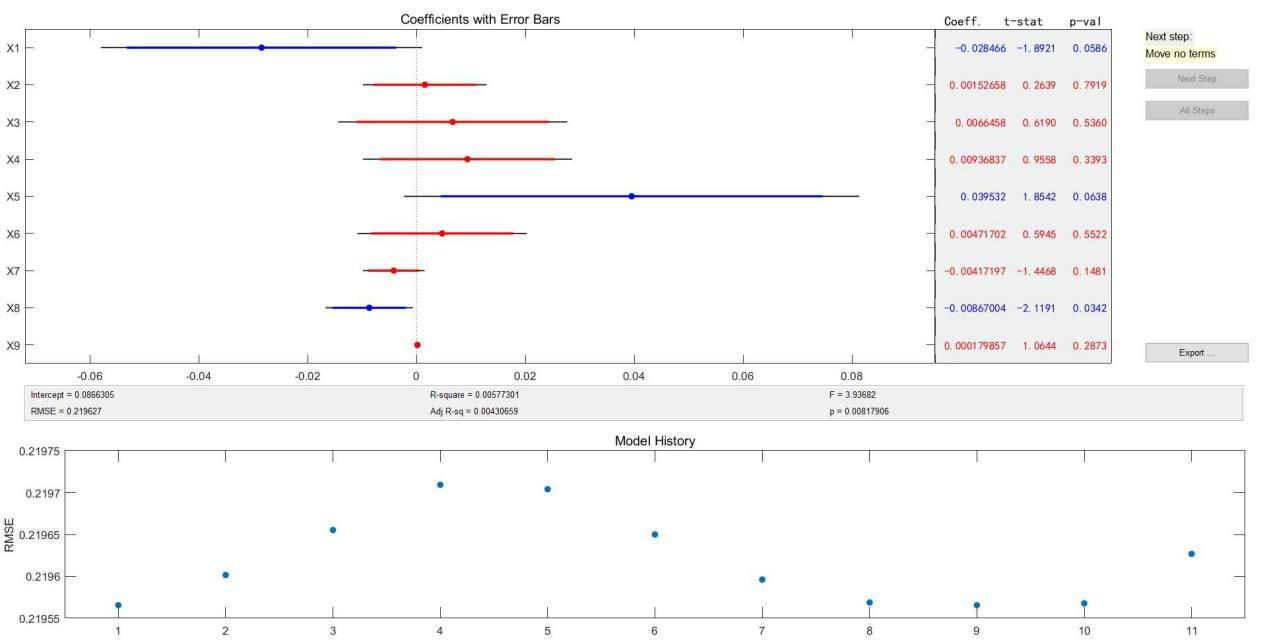 Coefficients with Error Bars
Coeff. t-stat p-val
X1 -0.028466 -1.8921 0.0586
X2 0.00152658 0.2639 0.7919
X3 0.0066458 0.6190 0.5360
X4 0.00936837 0.9558 0.3393
X5 0.039532 1.8542 0.0638
X6 0.00471702 0.5945 0.5522
X7 -0.00417197 -1.4468 0.1481
X8 -0.00867004 -2.1191 0.0342
X9 0.000179857 1.0644 0.2873
-0.06 -0.04 -0.02 0 0.02 0.04 0.06 0.08
Next step:
Move no terms
Next Step
All Steps
Export ...
Intercept = 0.0866305 R-square = 0.00577301 F = 3.93682
RMSE = 0.219627 Adj R-sq = 0.00430659 p = 0.00817906
Model History
RMSE
0.21975
0.2197
0.21965
0.2196
0.21955
1 2 3 4 5 6 7 8 9 10 11